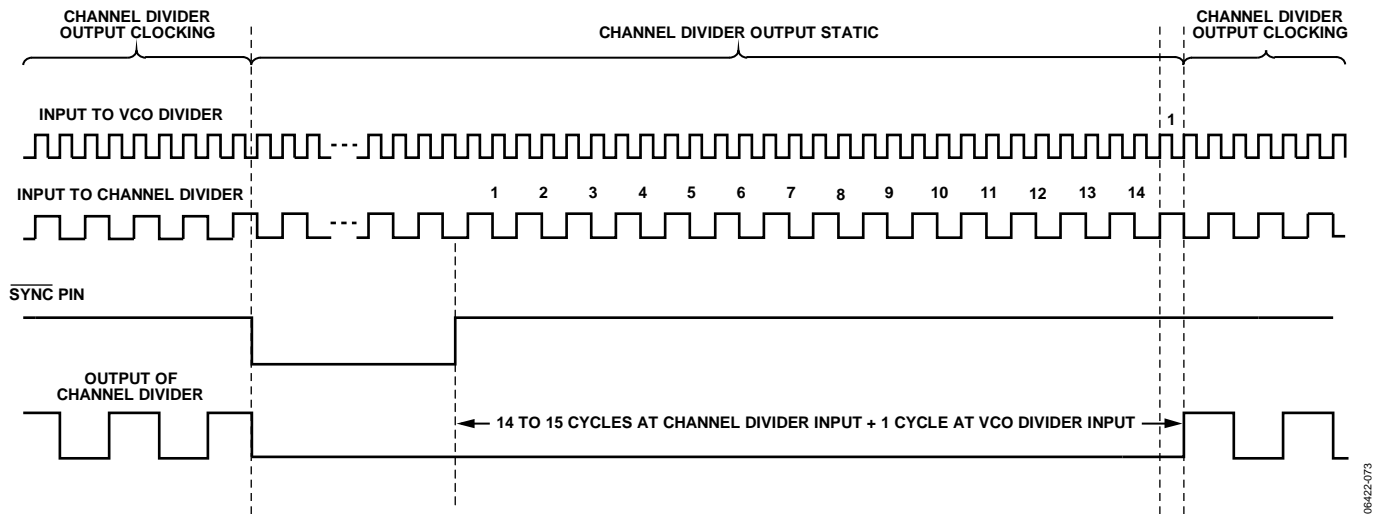 CHANNEL DIVIDER
OUTPUT CLOCKING
CHANNEL DIVIDER OUTPUT STATIC
CHANNEL DIVIDER
OUTPUT CLOCKING
INPUT TO VCO DIVIDER
1
INPUT TO CHANNEL DIVIDER
1 2 3 4 5 6 7 8 9 10 11 12 13 14
SYNC PIN
OUTPUT OF
CHANNEL DIVIDER
14 TO 15 CYCLES AT CHANNEL DIVIDER INPUT + 1 CYCLE AT VCO DIVIDER INPUT
06422-073